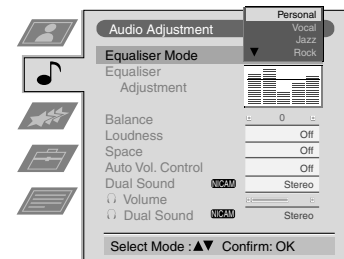 Personal
Audio Adjustment
Vocal
Jazz
Equaliser Mode
▼ Rock
Equaliser
Adjustment
Balance 0
Loudness Off
Space Off
Auto Vol. Control Off
Dual Sound NICAM Stereo
Volume
Dual Sound NICAM Stereo
Select Mode :▲▼ Confirm: OK